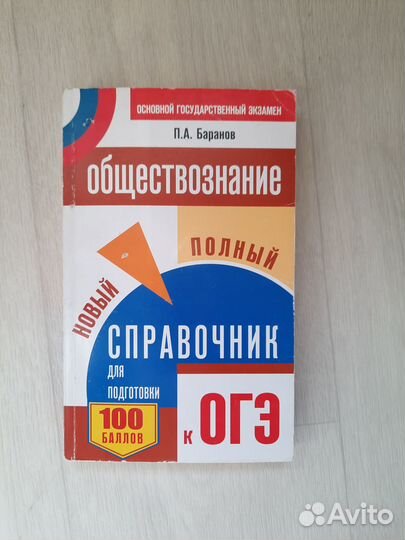 ОСНОВНОЙ ГОСУДАРСТВЕННЫЙ ЭКЗАМЕН
П.А. Баранов
ОБЩЕСТВОЗНАНИЕ
НОВЫЙ
ПОЛНЫЙ
СПРАВОЧНИК
ДЛЯ
ПОДГОТОВКИ
100
БАЛЛОВ
к ОГЭ
Avito